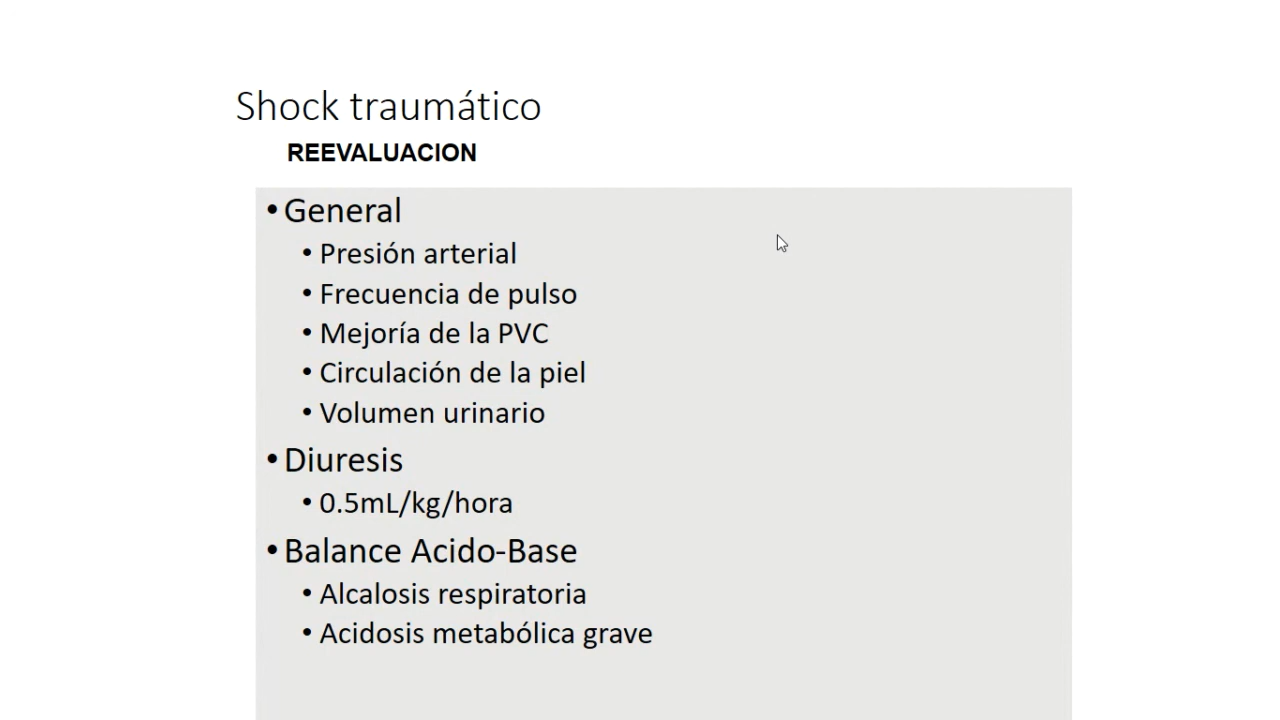 Shock traumático
REEVALUACION
• General
• Presión arterial
• Frecuencia de pulso
• Mejoría de la PVC
• Circulación de la piel
• Volumen urinario
• Diuresis
• 0.5mL/kg/hora
• Balance Acido-Base
• Alcalosis respiratoria
• Acidosis metabólica grave